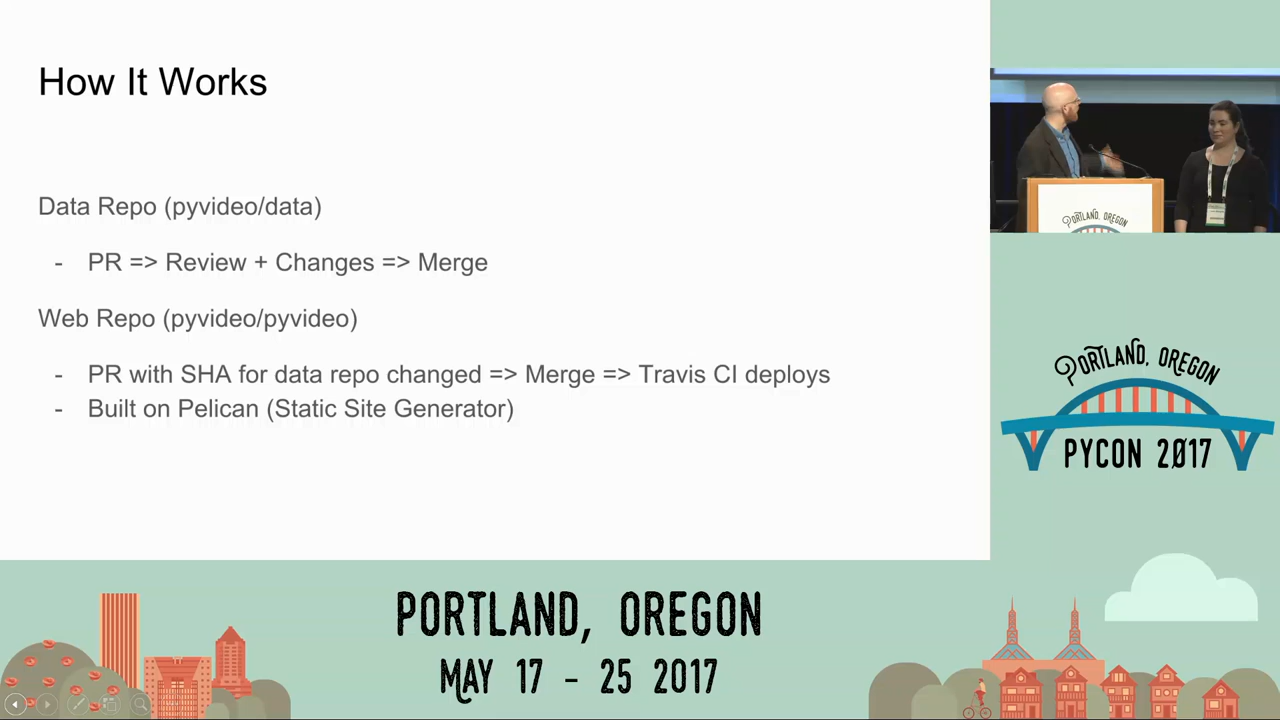 How It Works
Data Repo (pyvideo/data)
- PR => Review + Changes => Merge
Web Repo (pyvideo/pyvideo)
- PR with SHA for data repo changed => Merge => Travis CI deploys
- Built on Pelican (Static Site Generator)
PORTLAND, OREGON
PORTLAND, OREGON
PYCON 2017
PORTLAND, OREGON
MAY 17 - 25 2017